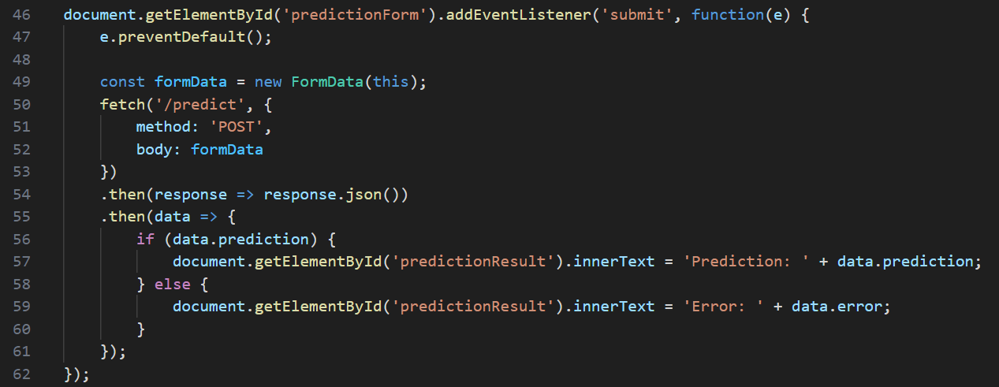 46 document.getElementById('predictionForm').addEventListener('submit', function(e) {
47     e.preventDefault();
48
49     const formData = new FormData(this);
50     fetch('/predict', {
51         method: 'POST',
52         body: formData
53     })
54     .then(response => response.json())
55     .then(data => {
56         if (data.prediction) {
57             document.getElementById('predictionResult').innerText = 'Prediction: ' + data.prediction;
58         } else {
59             document.getElementById('predictionResult').innerText = 'Error: ' + data.error;
60         }
61     });
62 });